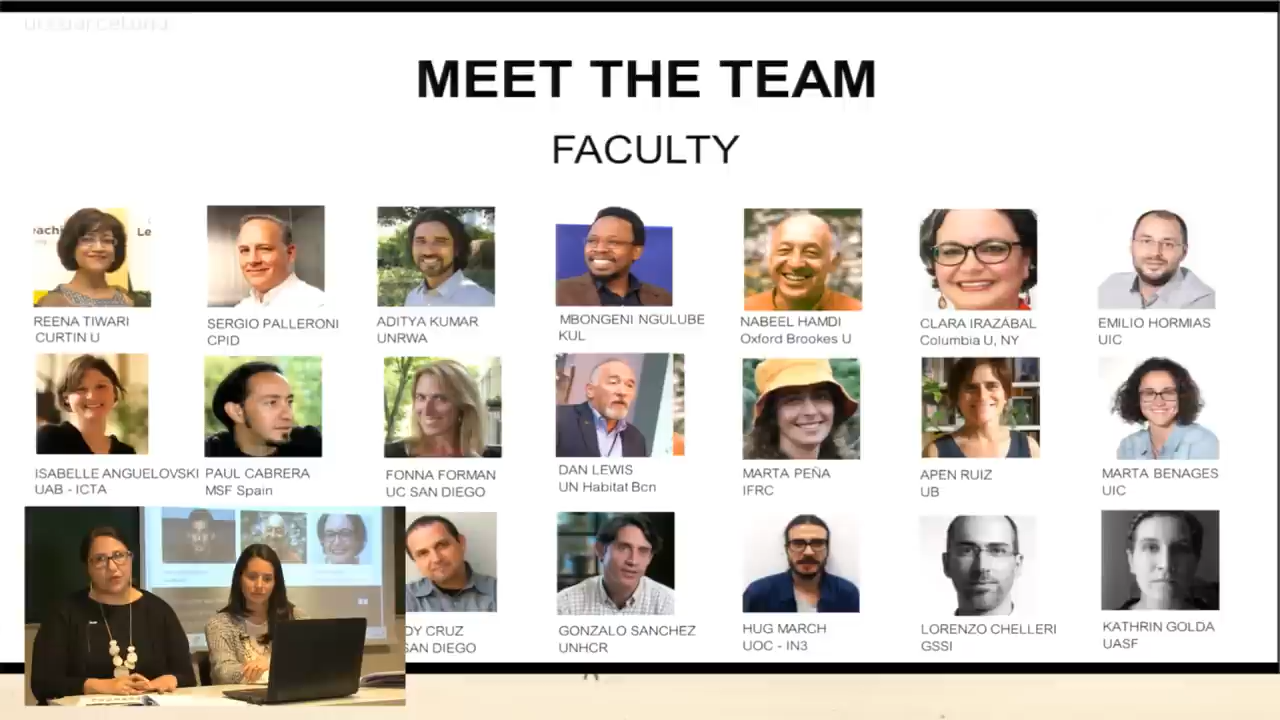 MEET THE TEAM
FACULTY
REENA TIWARI
CURTIN U
SERGIO PALLERONI
CPID
ADITYA KUMAR
UNRWA
MBONGENI NGULUBE
KUL
NABEEL HAMDI
Oxford Brookes U
CLARA IRAZÁBAL
Columbia U, NY
EMILIO HORMIAS
UIC
ISABELLE ANGUELOVSKI
UAB - ICTA
PAUL CABRERA
MSF Spain
FONNA FORMAN
UC SAN DIEGO
DAN LEWIS
UN Habitat Bcn
MARTA PEÑA
IFRC
APEN RUIZ
UB
MARTA BENAGES
UIC
DY CRUZ
SAN DIEGO
GONZALO SANCHEZ
UNHCR
HUG MARCH
UOC - IN3
LORENZO CHELLERI
GSSI
KATHRIN GOLDA
UASF